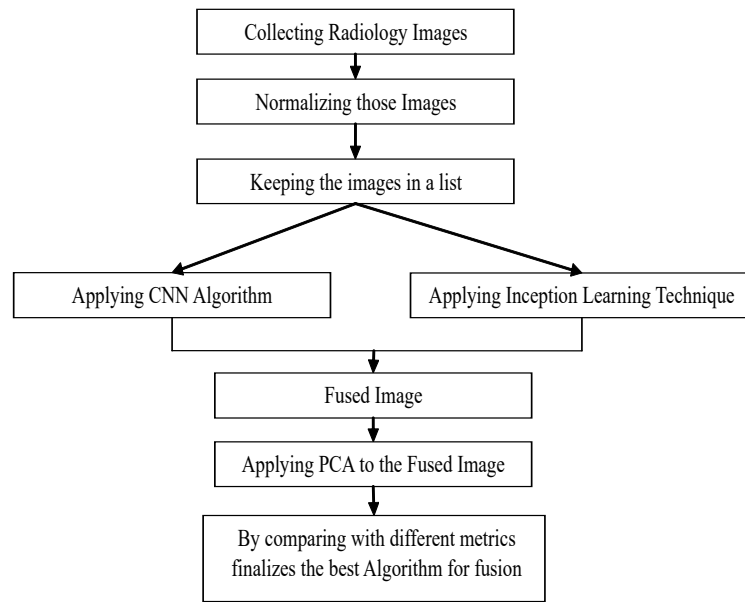 Collecting Radiology Images
Normalizing those Images
Keeping the images in a list
Applying CNN Algorithm
Applying Inception Learning Technique
Fused Image
Applying PCA to the Fused Image
By comparing with different metrics
finalizes the best Algorithm for fusion